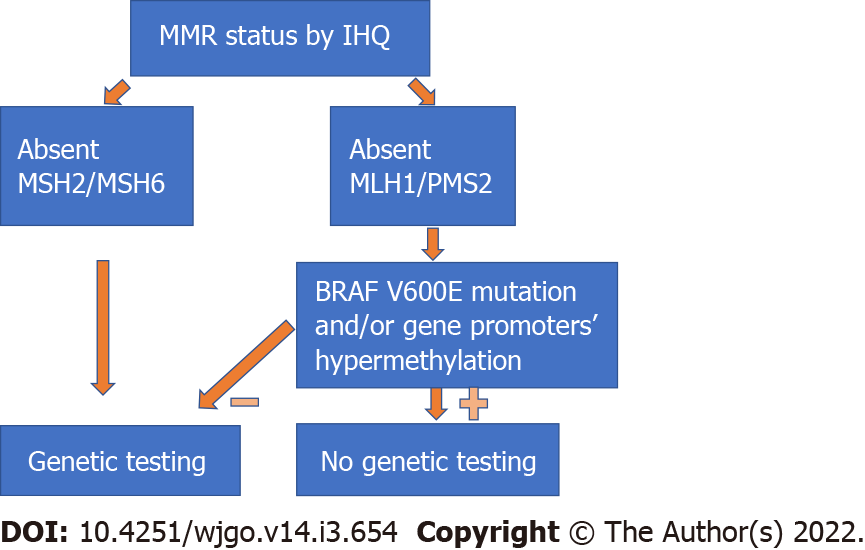 MMR status by IHQ
Absent
MSH2/MSH6
Absent
MLH1/PMS2
BRAF V600E mutation
and/or gene promoters’
hypermethylation
Genetic testing
No genetic testing
DOI: 10.4251/wjgo.v14.i3.654 Copyright © The Author(s) 2022.